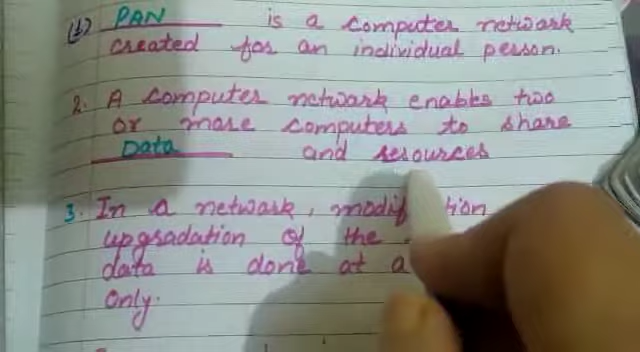 (1) PAN is a computer network
created for an individual person.
2. A computer network enables two
or more computers to share
Data and resources
3. In a network,
upgradation of the
data is done at a
only.